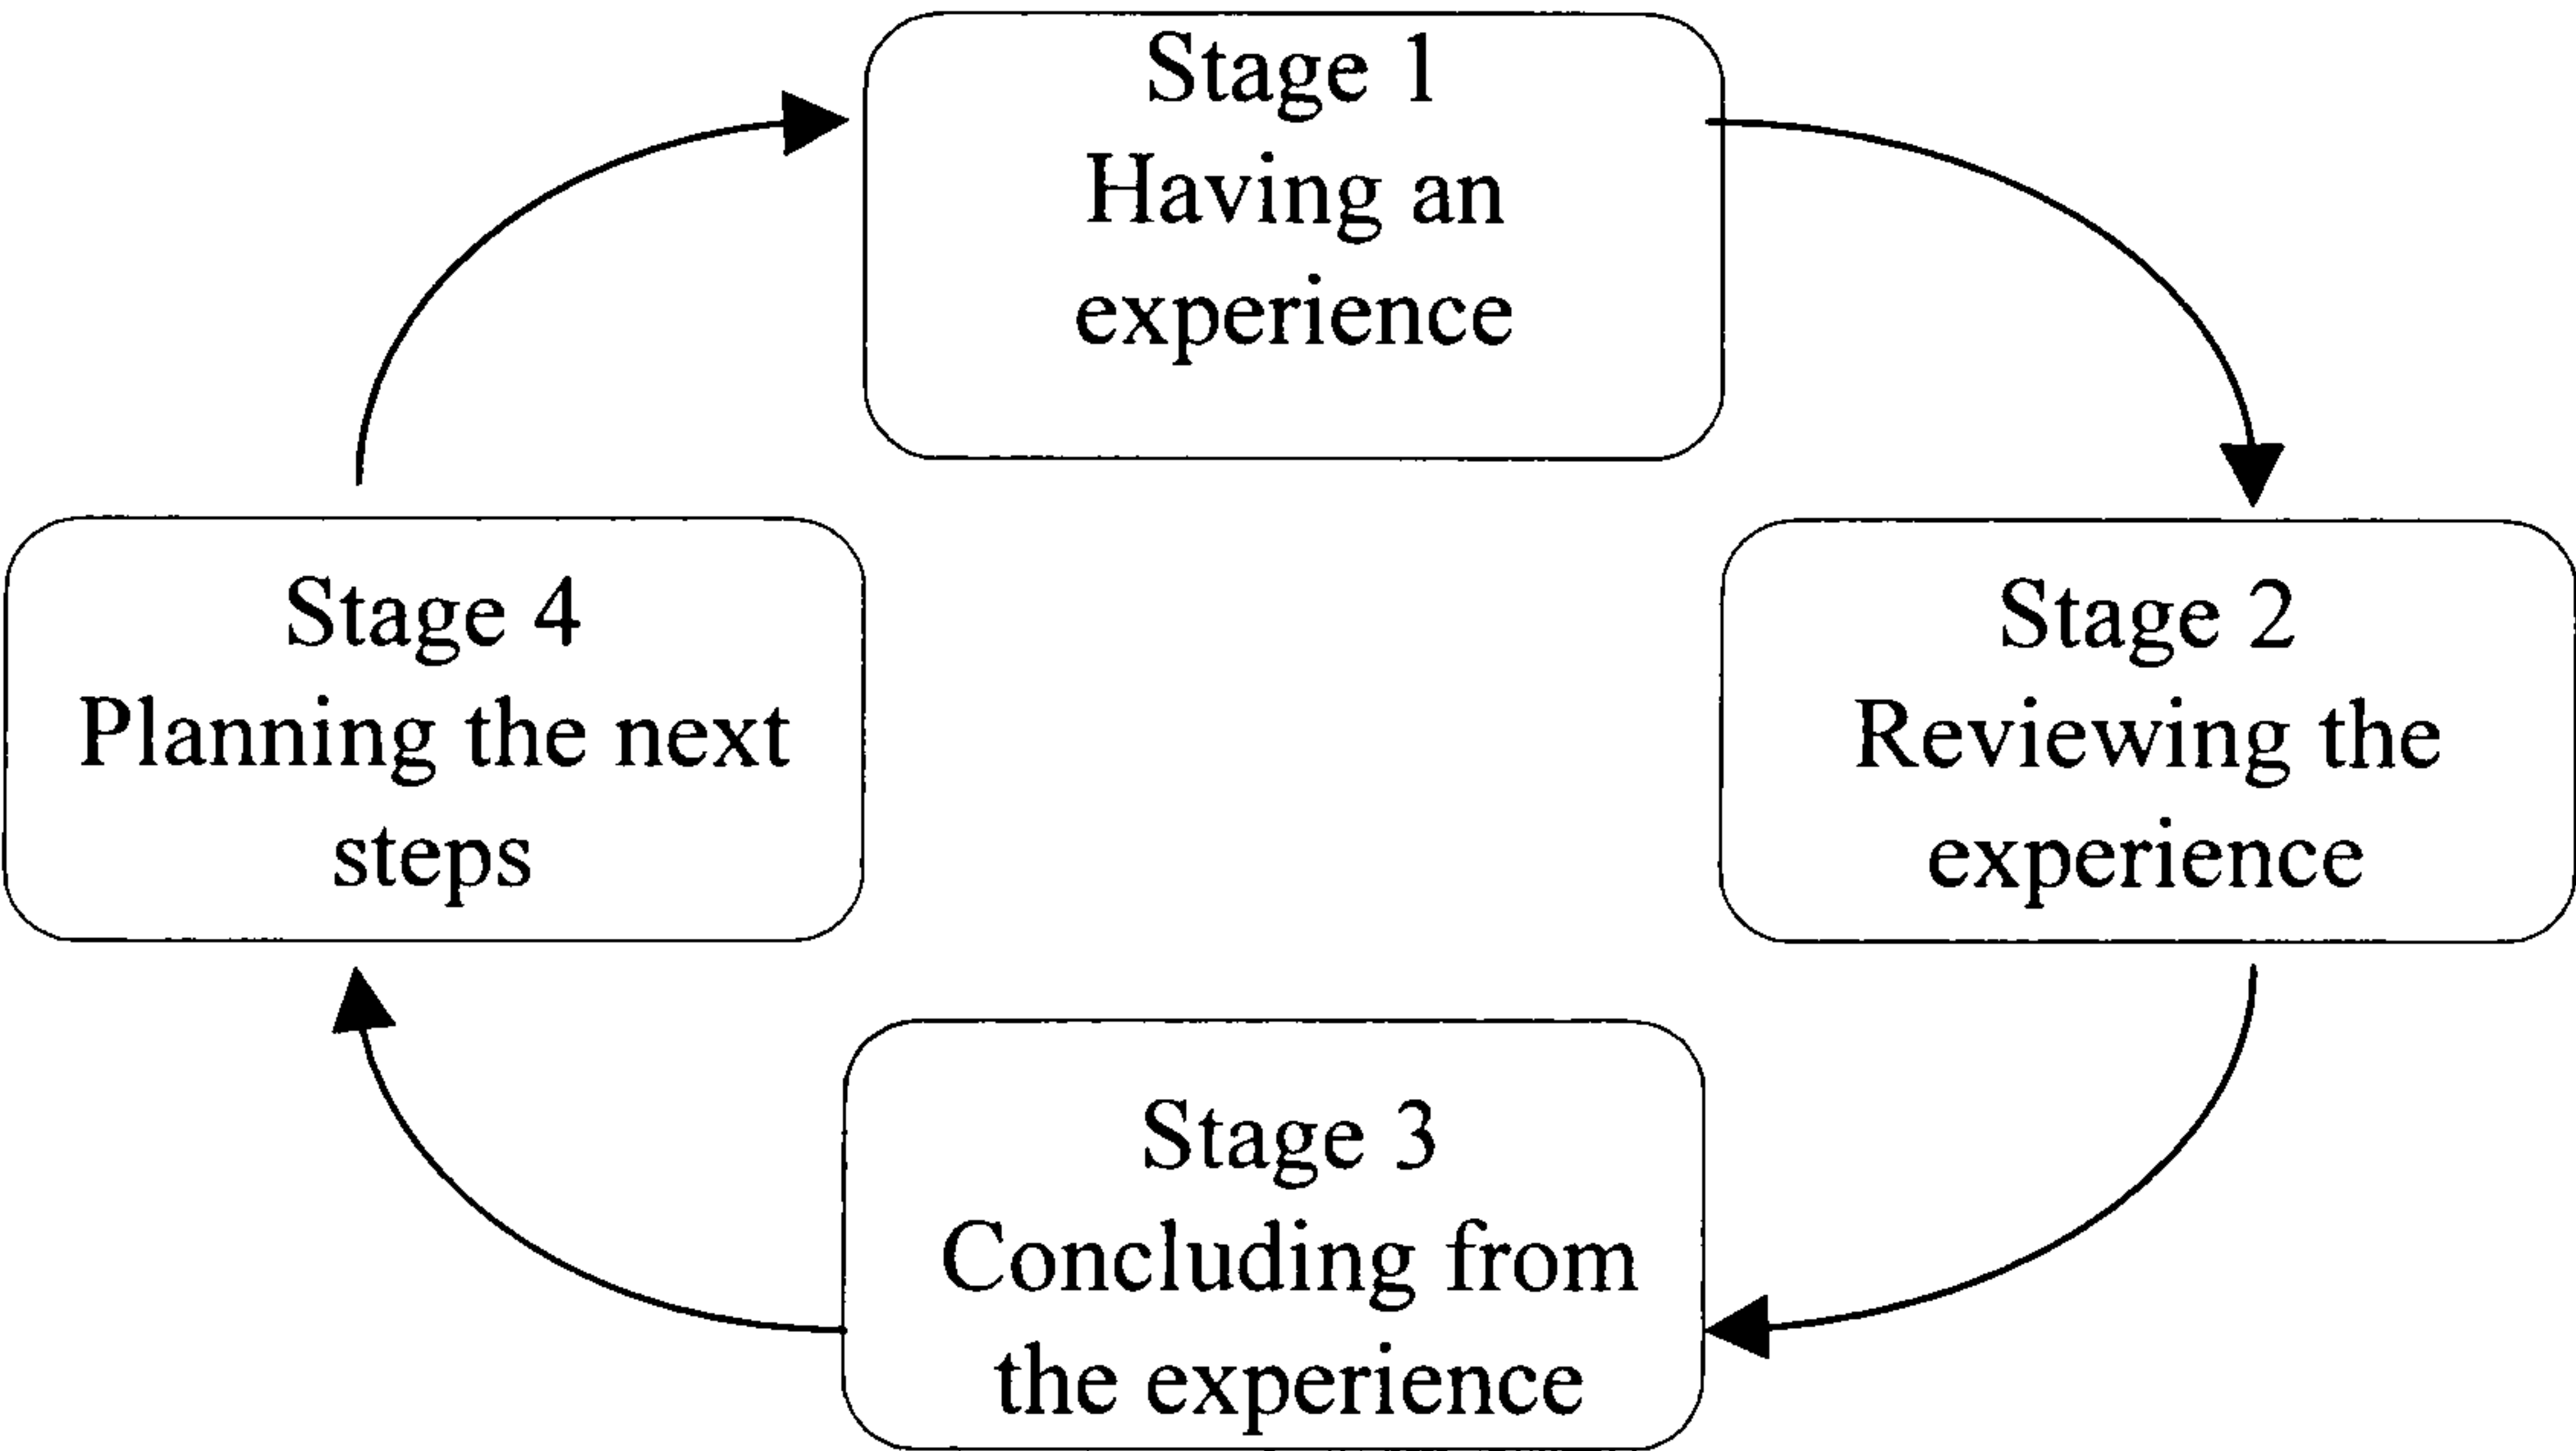 Stage 1
Having an
experience
Stage 4
Planning the next
steps
Stage 2
Reviewing the
experience
Stage 3
Concluding from
the experience